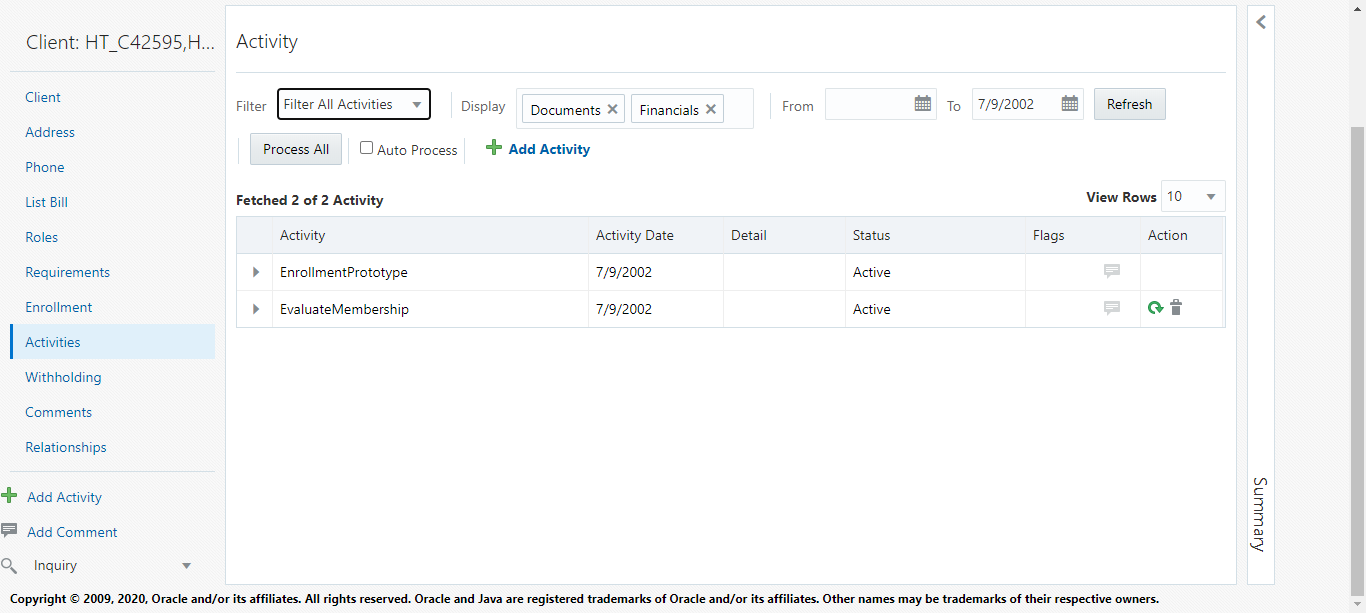 Client: HT_C42595,H...
Client
Address
Phone
List Bill
Roles
Requirements
Enrollment
Activities
Withholding
Comments
Relationships
Add Activity
Add Comment
Inquiry
Activity
Filter Filter All Activities Display Documents Financials From To 7/9/2002 Refresh
Process All Auto Process Add Activity
Fetched 2 of 2 Activity View Rows 10
Activity Activity Date Detail Status Flags Action
EnrollmentPrototype 7/9/2002 Active
EvaluateMembership 7/9/2002 Active
Summary
Copyright © 2009, 2020, Oracle and/or its affiliates. All rights reserved. Oracle and Java are registered trademarks of Oracle and/or its affiliates. Other names may be trademarks of their respective owners.